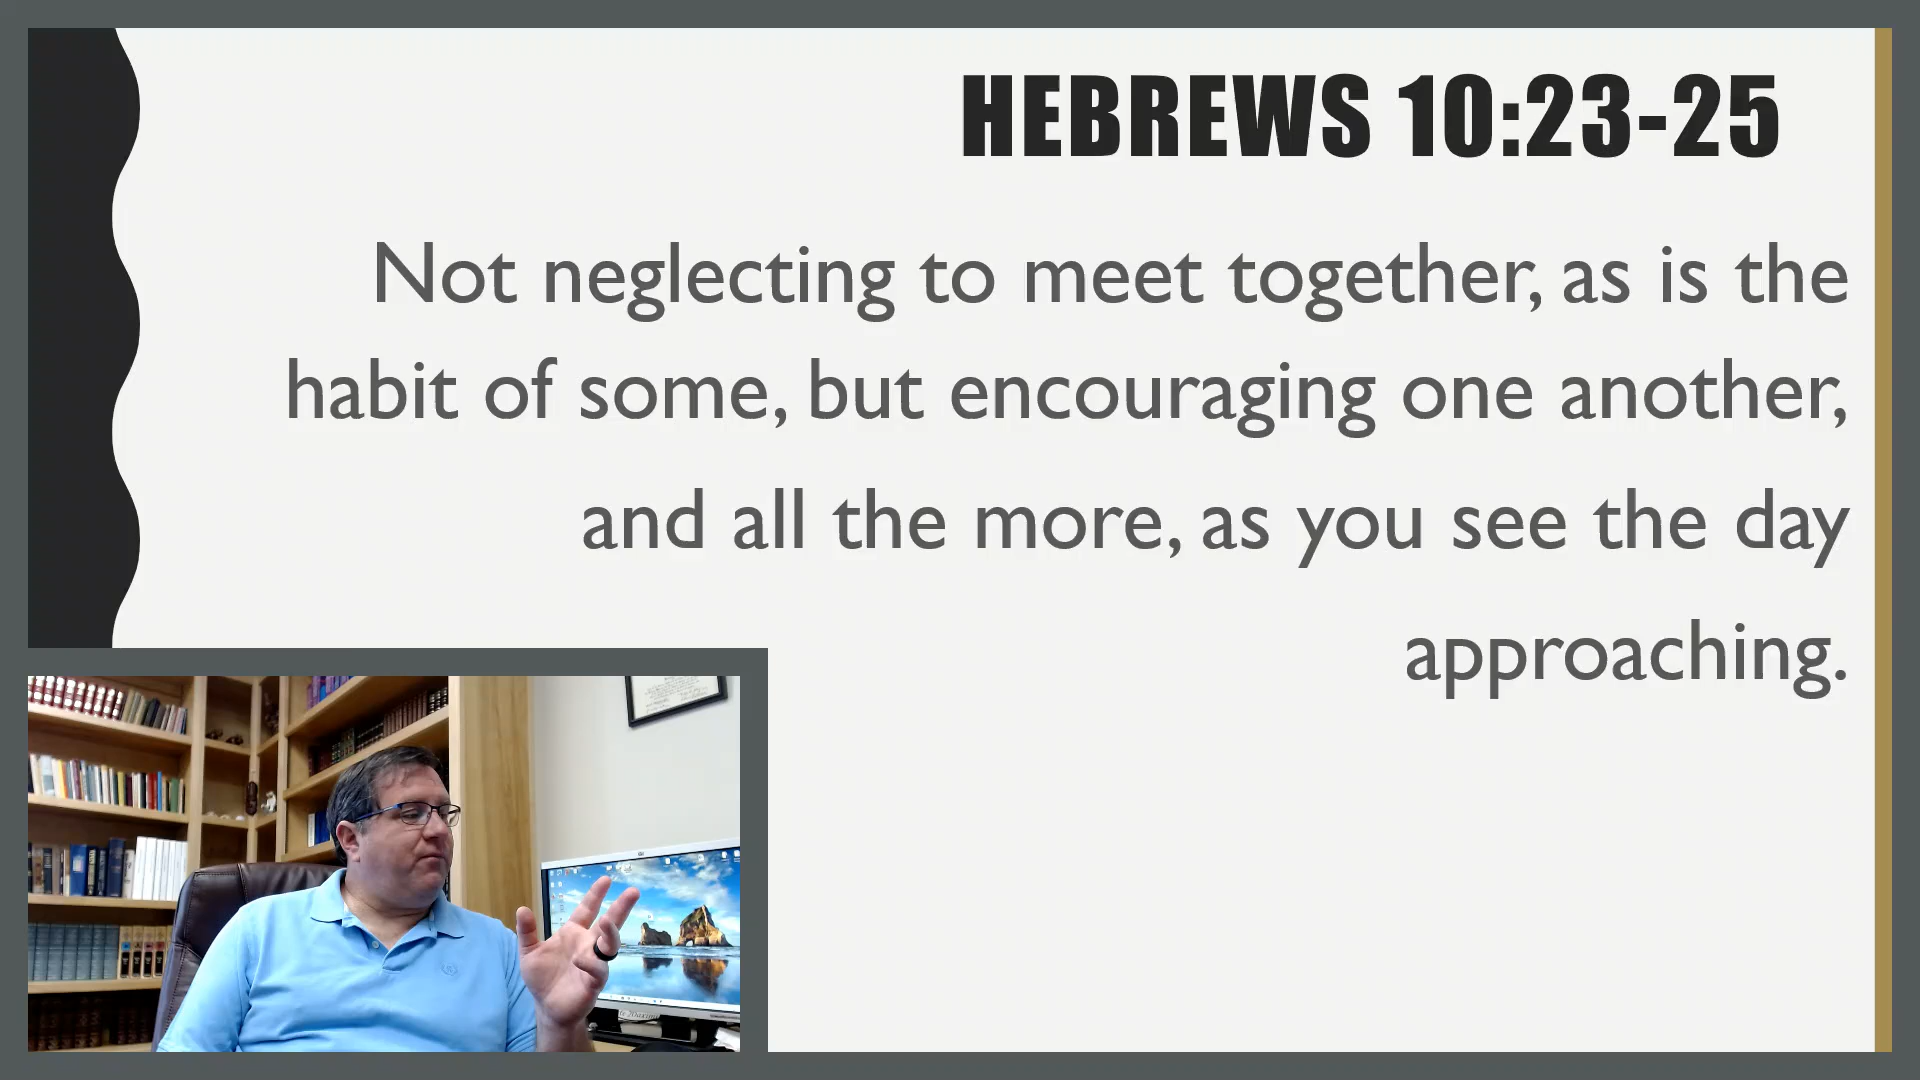 HEBREWS 10:23-25
Not neglecting to meet together, as is the
habit of some, but encouraging one another,
and all the more, as you see the day
approaching.